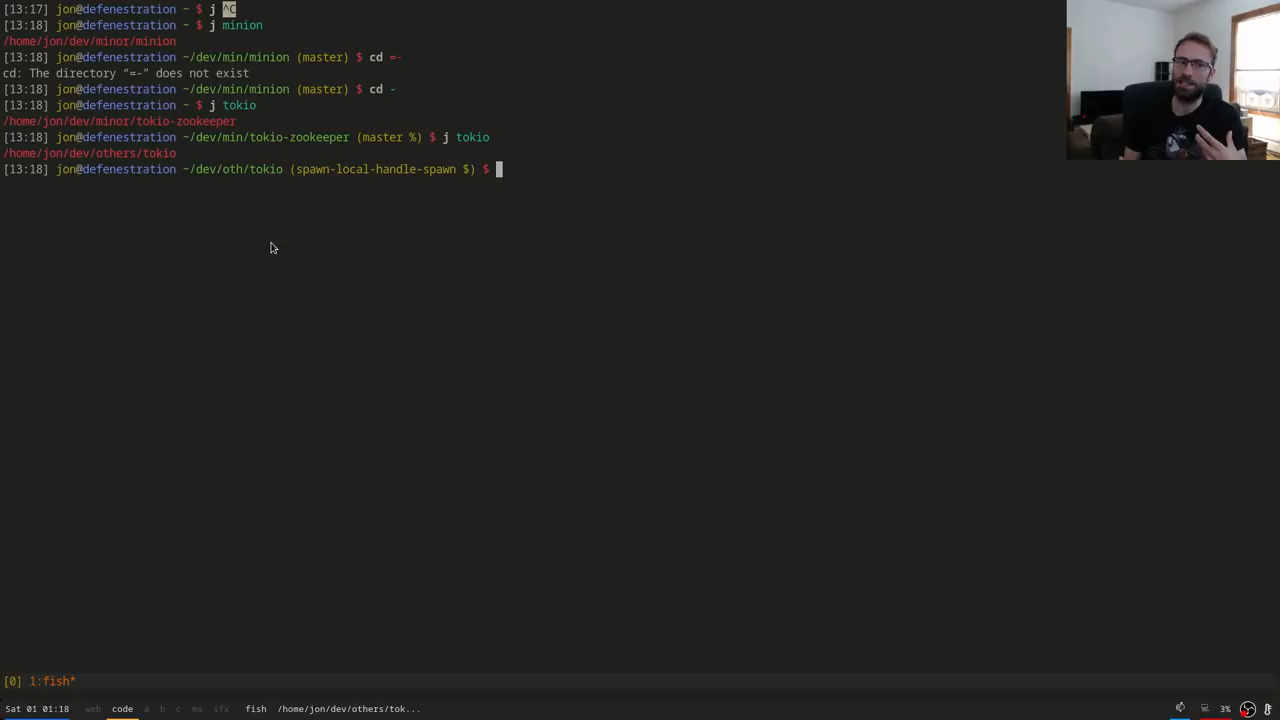 [13:17] jon@defenestration ~ $ j ^C
[13:18] jon@defenestration ~ $ j minion
/home/jon/dev/minor/minion
[13:18] jon@defenestration ~/dev/min/minion (master) $ cd =-
cd: The directory “=-” does not exist
[13:18] jon@defenestration ~/dev/min/minion (master) $ cd -
[13:18] jon@defenestration ~ $ j tokio
/home/jon/dev/minor/tokio-zookeeper
[13:18] jon@defenestration ~/dev/min/tokio-zookeeper (master %) $ j tokio
/home/jon/dev/others/tokio
[13:18] jon@defenestration ~/dev/oth/tokio (spawn-local-handle-spawn $) $
[0] 1:fish*
Sat 01 01:18 web code a b c mx sfx fish /home/jon/dev/others/tok... 3%